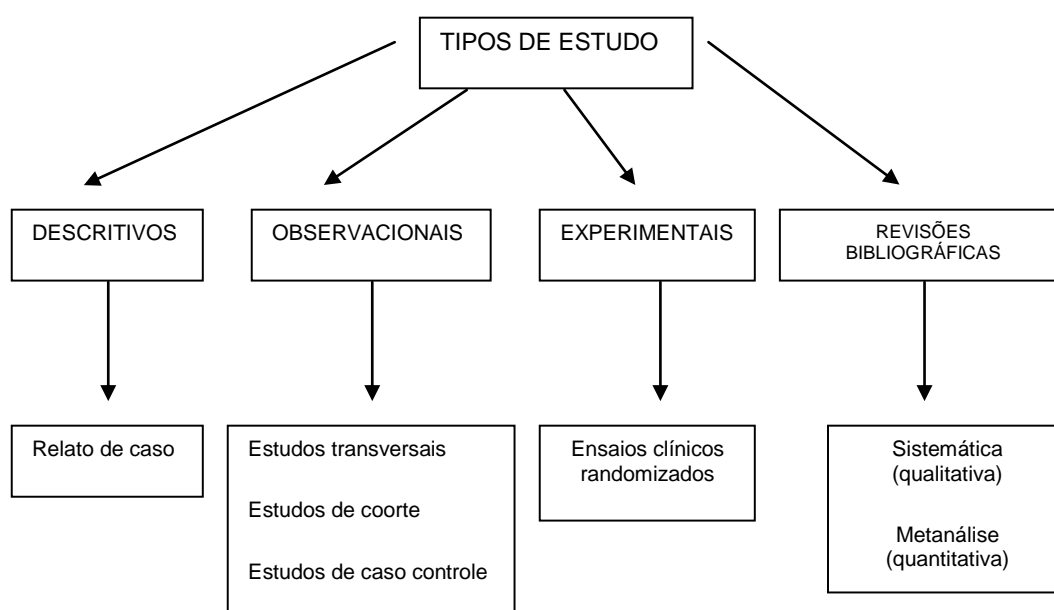 TIPOS DE ESTUDO
DESCRITIVOS
OBSERVACIONAIS
EXPERIMENTAIS
REVISÕES
BIBLIOGRÁFICAS
Relato de caso
Estudos transversais
Estudos de coorte
Estudos de caso controle
Ensaios clínicos
randomizados
Sistemática
(qualitativa)
Metanálise
(quantitativa)